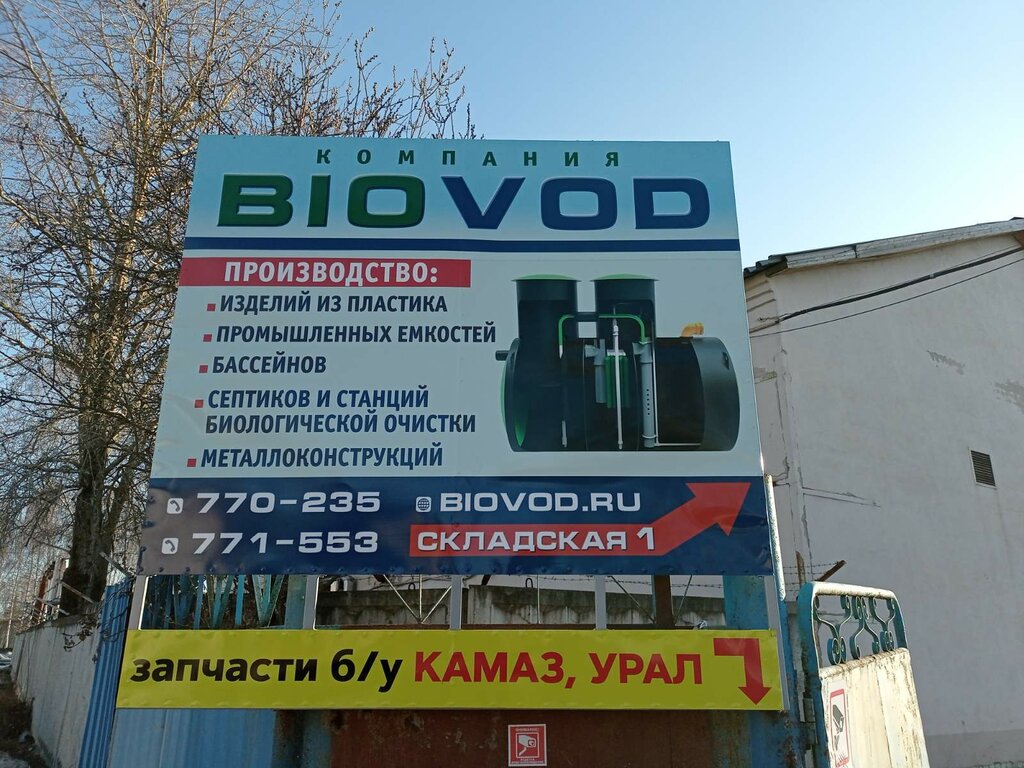 КОМПАНИЯ
BIOVOD
ПРОИЗВОДСТВО:
ИЗДЕЛИЙ ИЗ ПЛАСТИКА
ПРОМЫШЛЕННЫХ ЕМКОСТЕЙ
БАССЕЙНОВ
СЕПТИКОВ И СТАНЦИЙ
БИОЛОГИЧЕСКОЙ ОЧИСТКИ
МЕТАЛЛОКОНСТРУКЦИЙ
770-235 BIOVOD.RU
771-553 СКЛАДСКАЯ 1
запчасти б/у КАМАЗ, УРАЛ